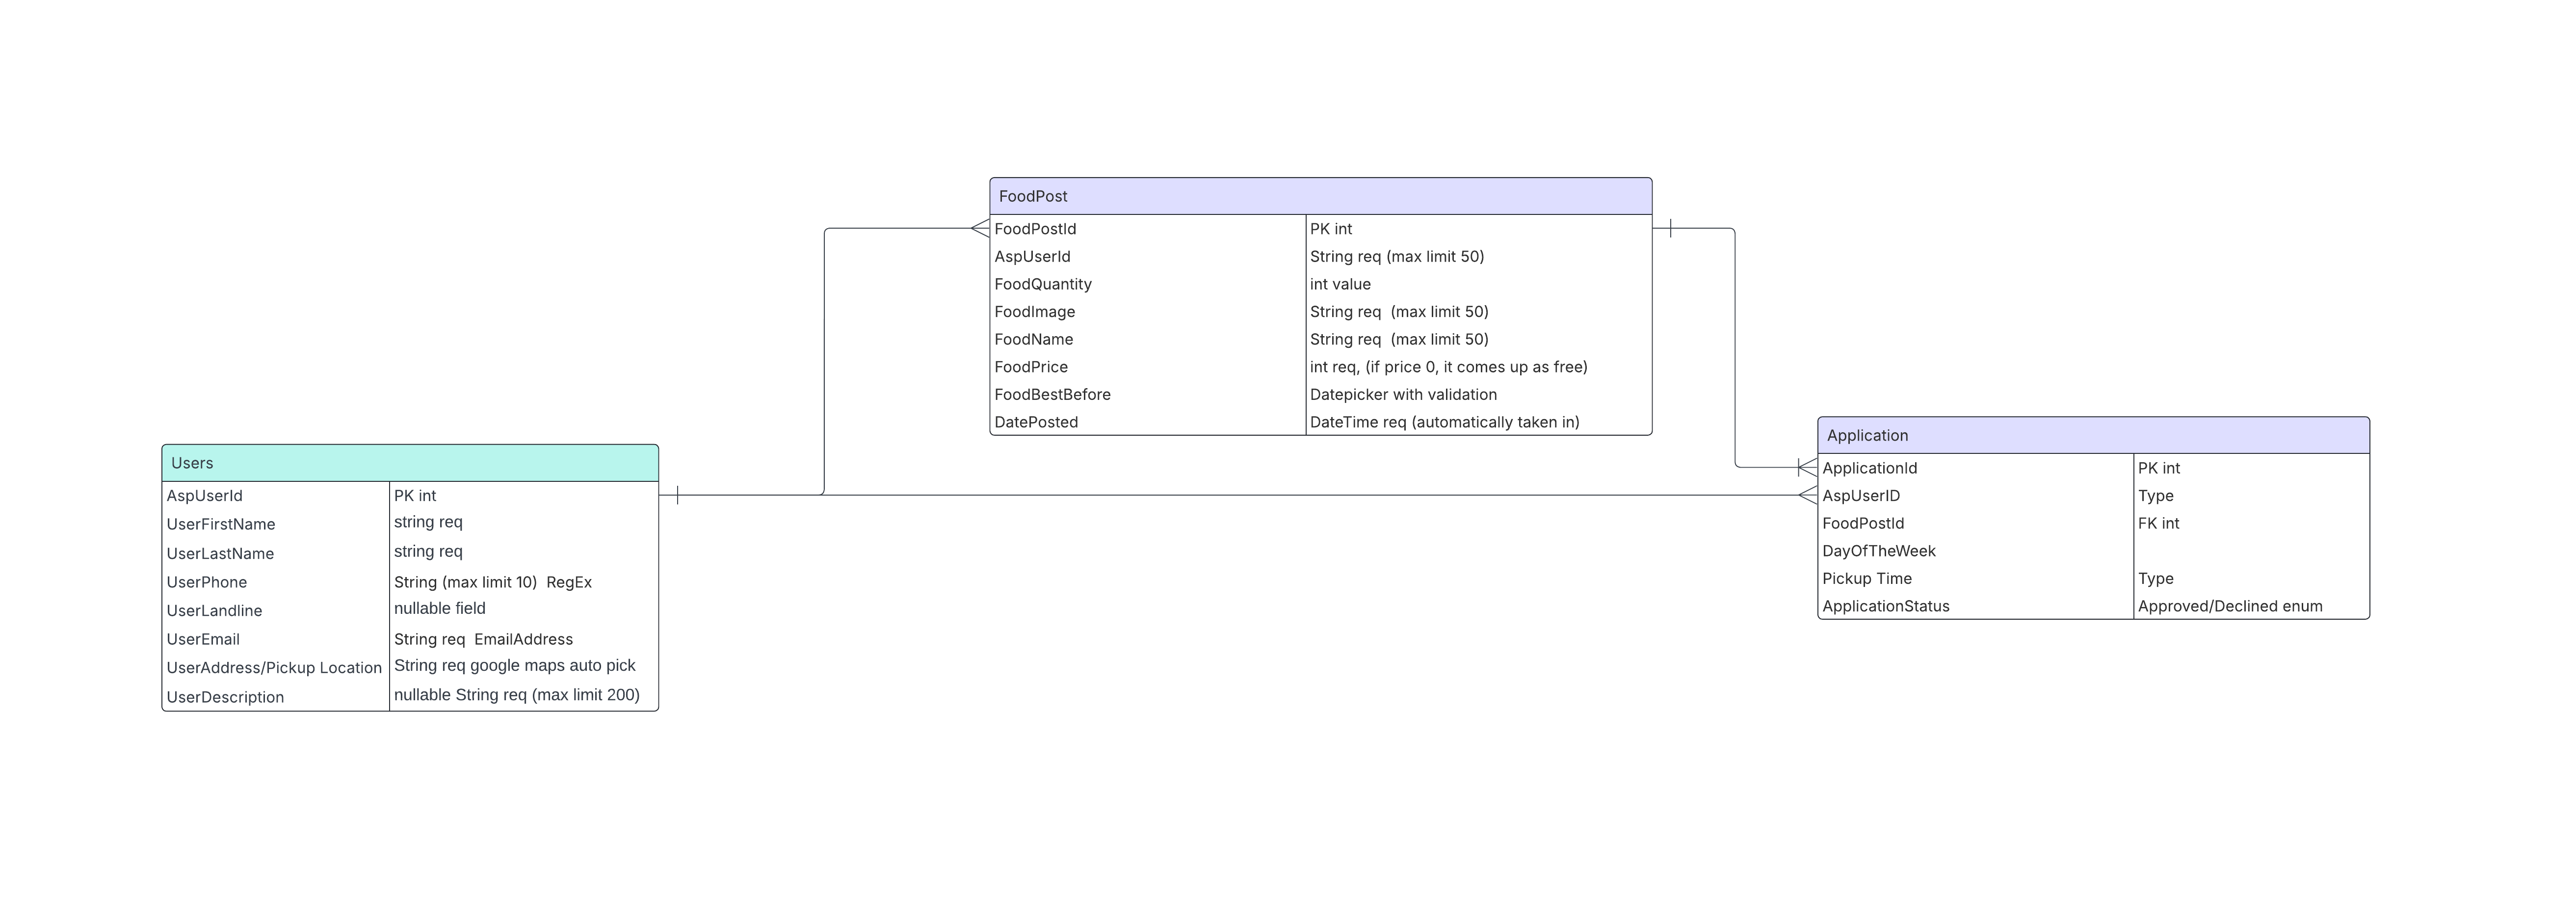 FoodPost
FoodPostId PK int
AspUserId String req (max limit 50)
FoodQuantity int value
FoodImage String req  (max limit 50)
FoodName String req  (max limit 50)
FoodPrice int req, (if price 0, it comes up as free)
FoodBestBefore Datepicker with validation
DatePosted DateTime req (automatically taken in)
Users
AspUserId PK int
UserFirstName string req
UserLastName string req
UserPhone String (max limit 10)  RegEx
UserLandline nullable field
UserEmail String req  EmailAddress
UserAddress/Pickup Location String req google maps auto pick
UserDescription nullable String req (max limit 200)
Application
ApplicationId PK int
AspUserID Type
FoodPostId FK int
DayOfTheWeek
Pickup Time Type
ApplicationStatus Approved/Declined enum